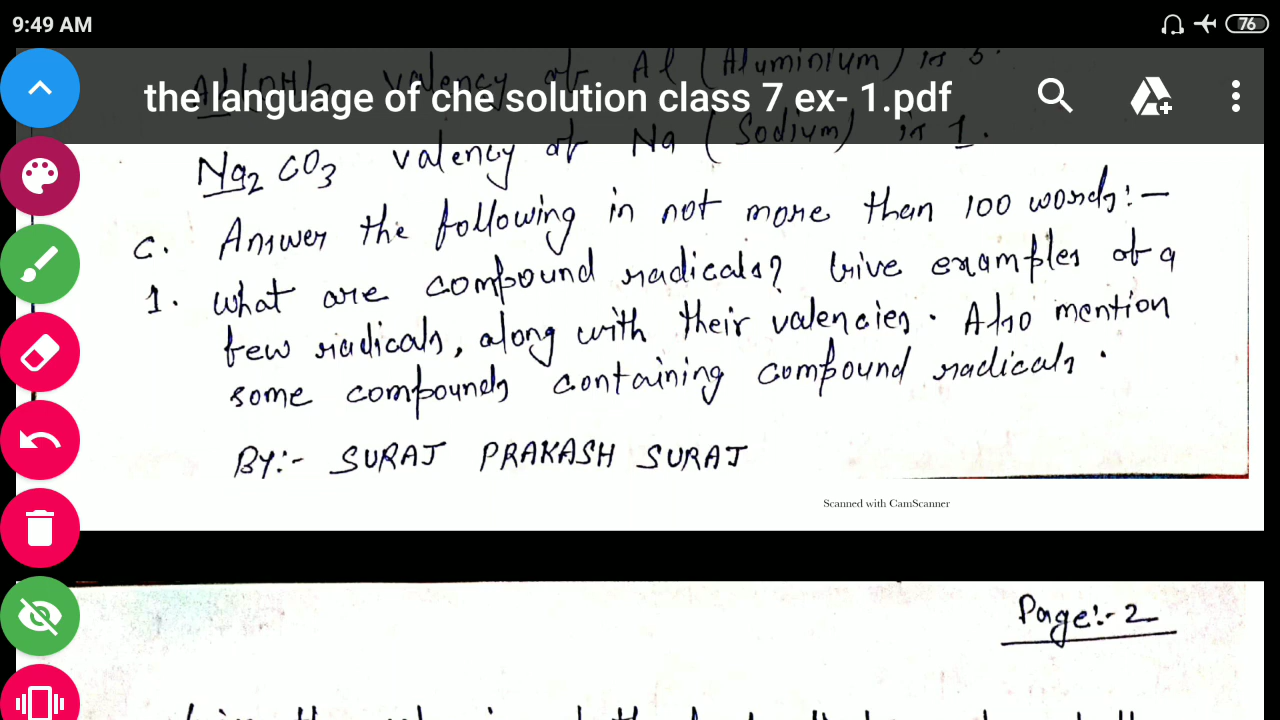 9:49 AM
76
valency of Al (Aluminium) is 3.
the language of che solution class 7 ex- 1.pdf
Na2 CO3 valency of Na (Sodium) is 1.
C. Answer the following in not more than 100 words:-
1. What are compound radicals? Give examples of a
few radicals, along with their valencies. Also mention
some compounds containing compound radicals.
BY:- SURAJ PRAKASH SURAJ
Scanned with CamScanner
Page:- 2